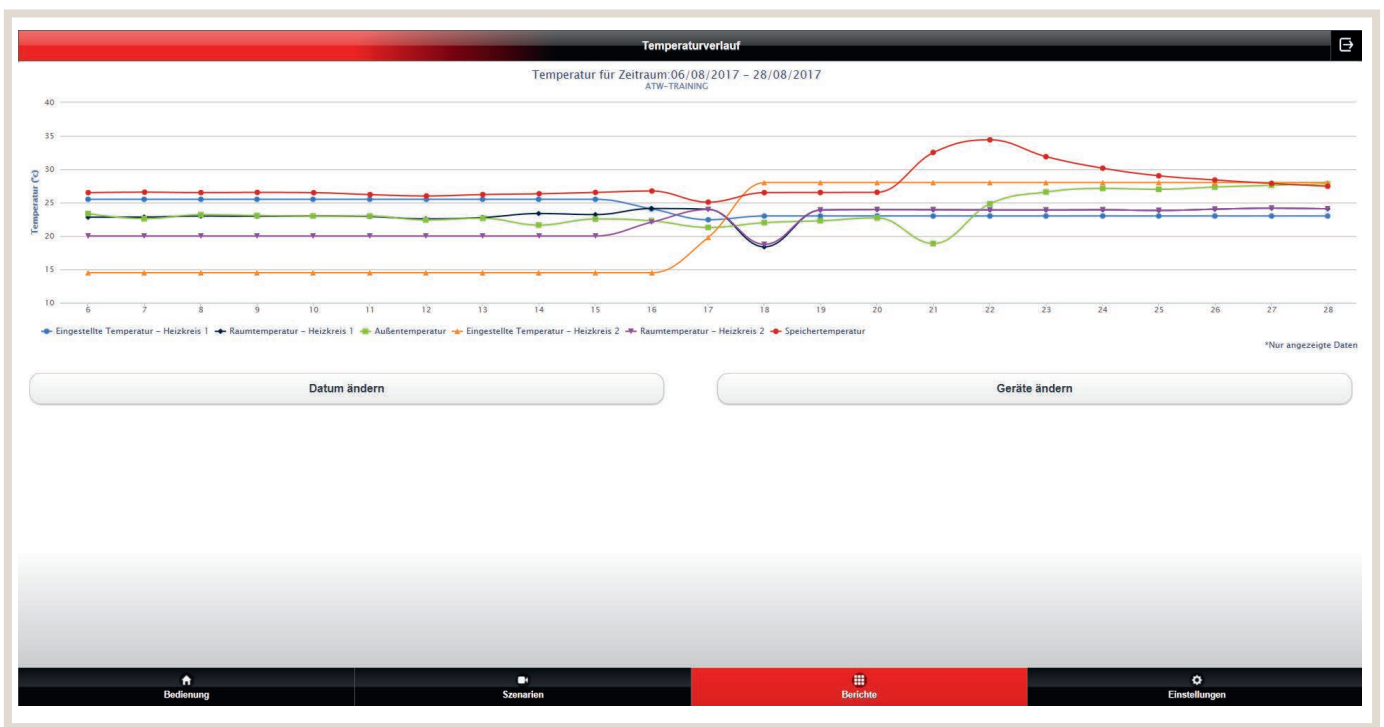 Temperaturverlauf
Temperatur für Zeitraum:06/08/2017 – 28/08/2017
ATW-TRAINING
Temperatur (°c)
40
35
30
25
20
15
10
6 7 8 9 10 11 12 13 14 15 16 17 18 19 20 21 22 23 24 25 26 27 28
Eingestellte Temperatur – Heizkreis 1 Raumtemperatur – Heizkreis 1 Außentemperatur Eingestellte Temperatur – Heizkreis 2 Raumtemperatur – Heizkreis 2 Speichertemperatur
*Nur angezeigte Daten
Datum ändern Geräte ändern
Bedienung Szenarien Berichte Einstellungen